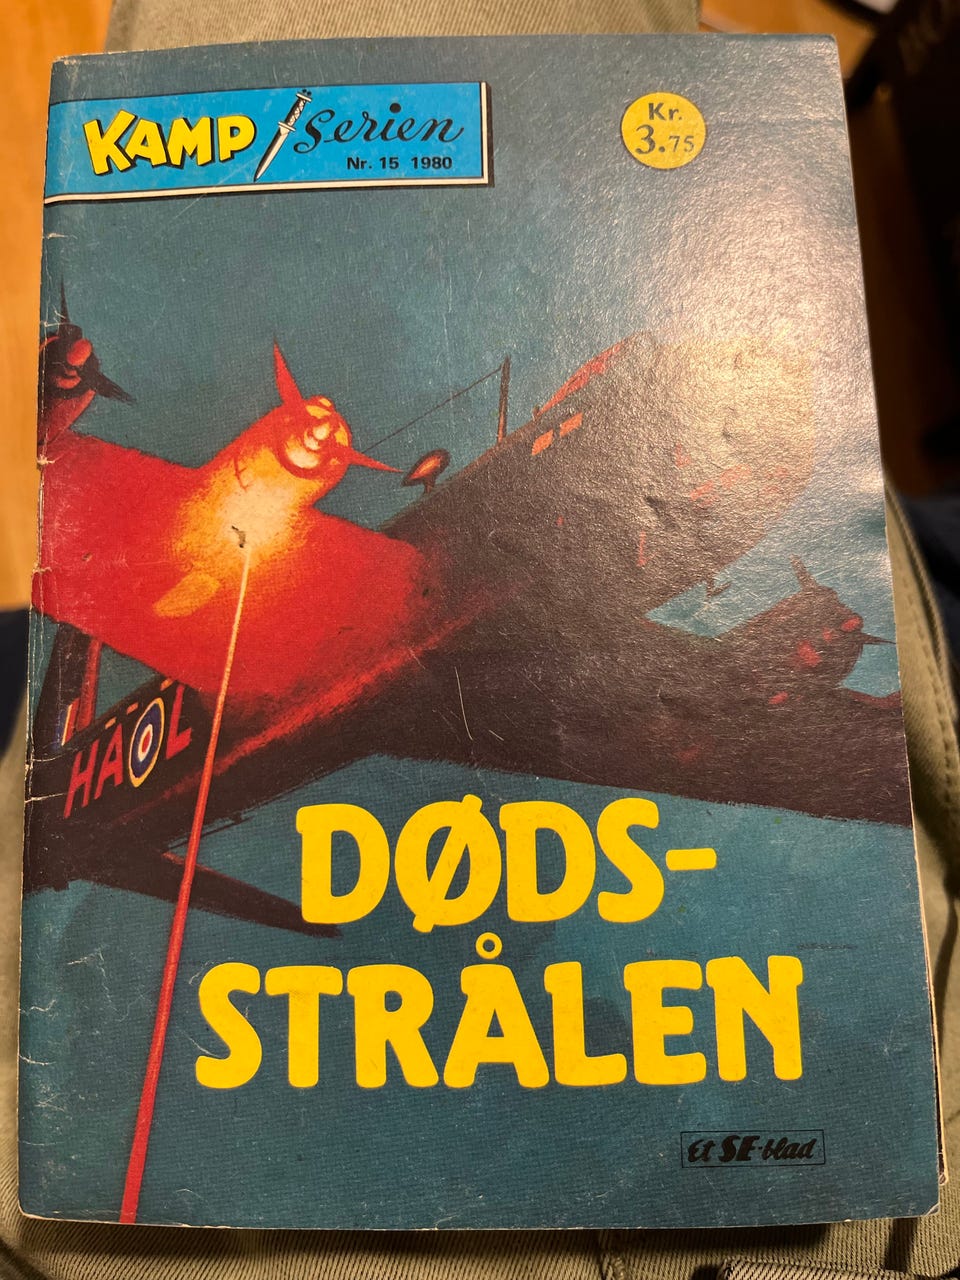 KAMP Serien
Nr. 15 1980
Kr.
3.75
HA L
DØDS-
STRÅLEN
Et SE-blad